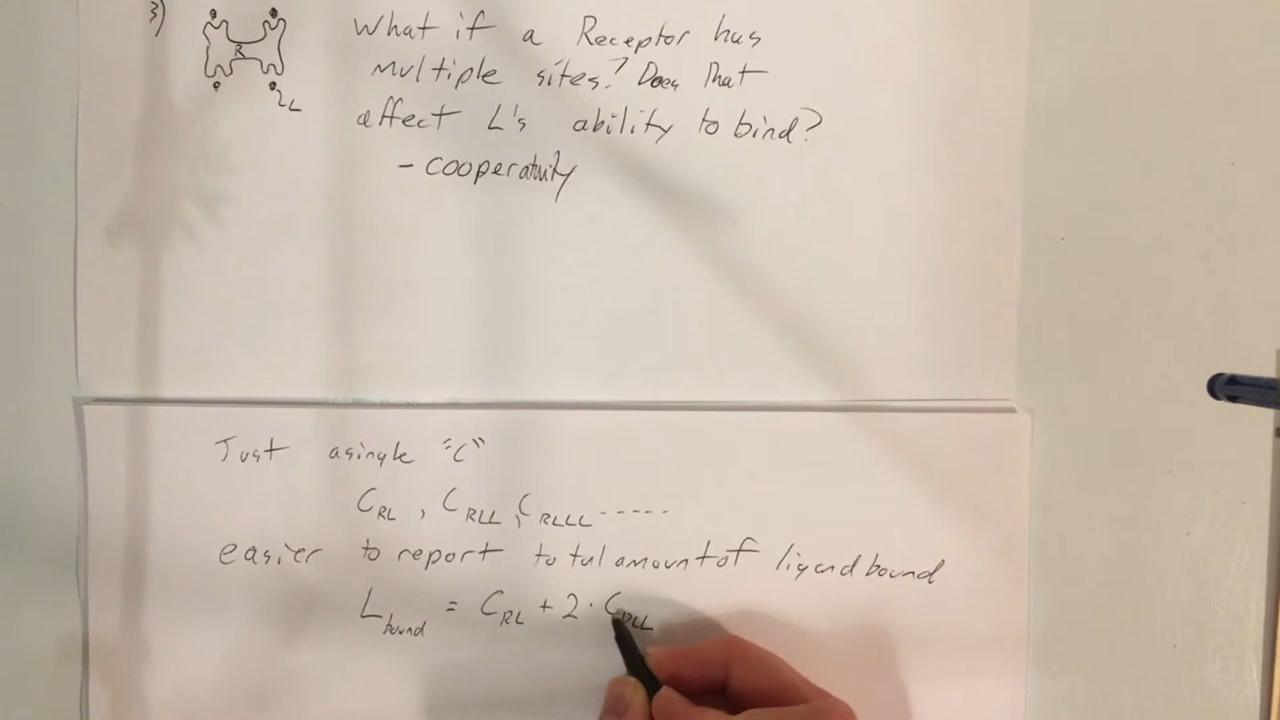 3) What if a Receptor has
R multiple sites? Does that
L affect L's ability to bind?
- cooperativity
Just a single "C"
C_RL , C_RLL , C_RLLL -----
easier to report total amount of ligand bound
L_bound = C_RL + 2 · C_RLL